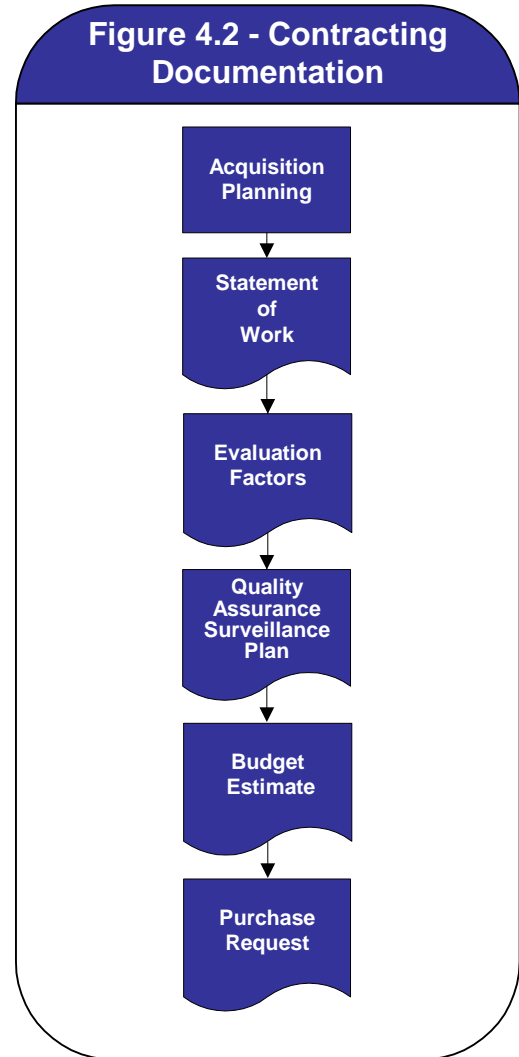 Figure 4.2 - Contracting
Documentation
Acquisition
Planning
Statement
of
Work
Evaluation
Factors
Quality
Assurance
Surveillance
Plan
Budget
Estimate
Purchase
Request